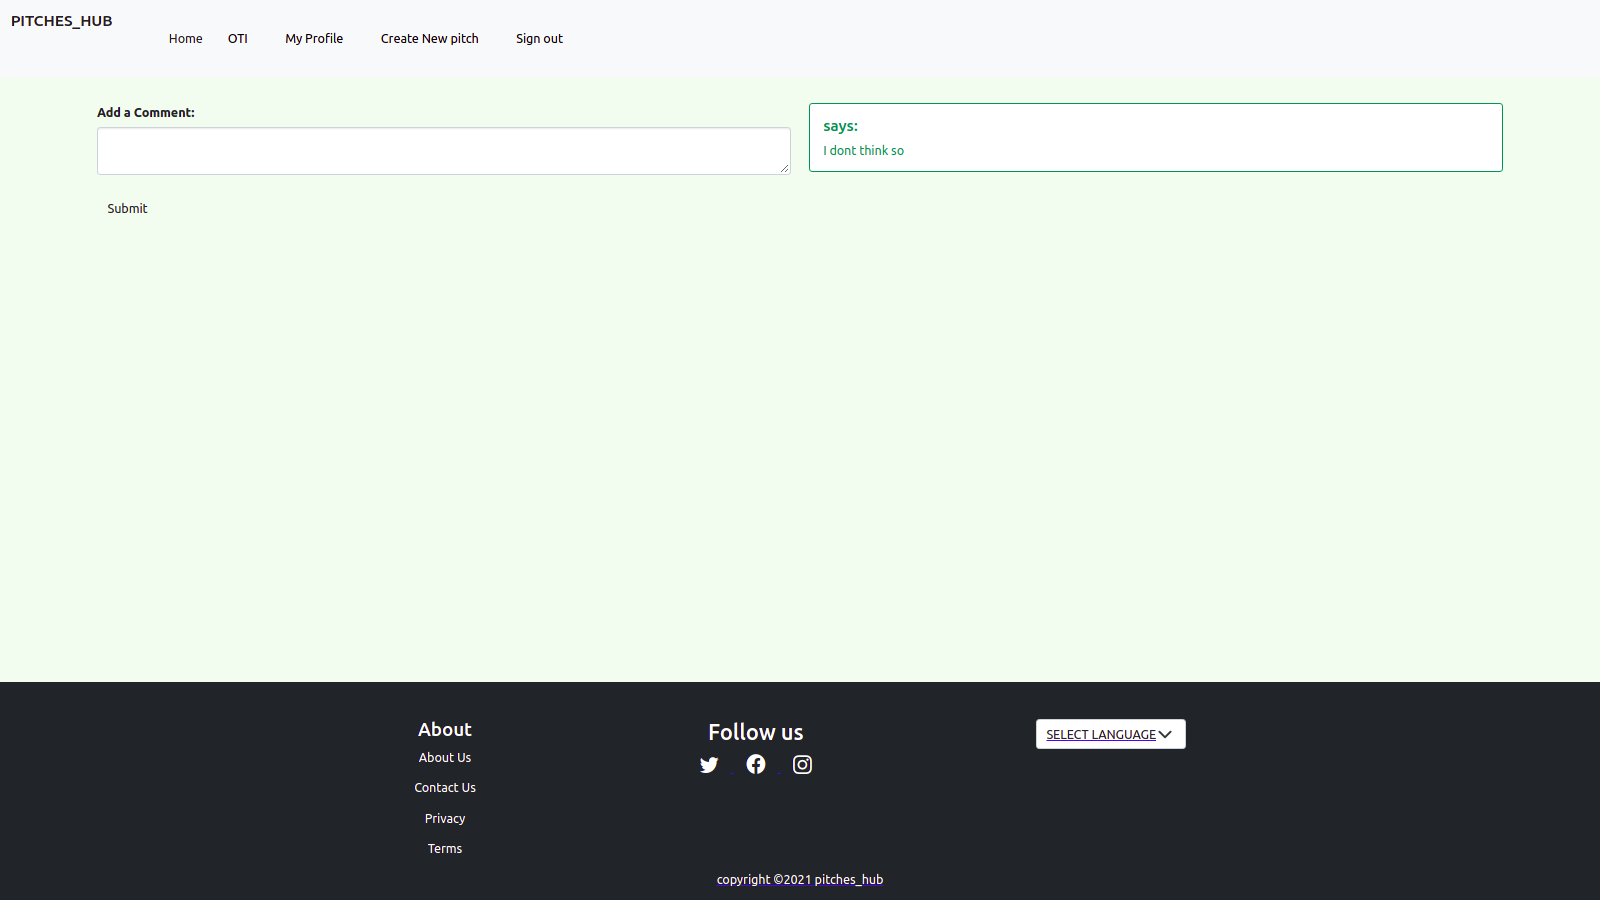 PITCHES_HUB
Home OTI My Profile Create New pitch Sign out
Add a Comment:
Submit
says:
I dont think so
About
About Us
Contact Us
Privacy
Terms
Follow us
SELECT LANGUAGE
copyright ©2021 pitches_hub